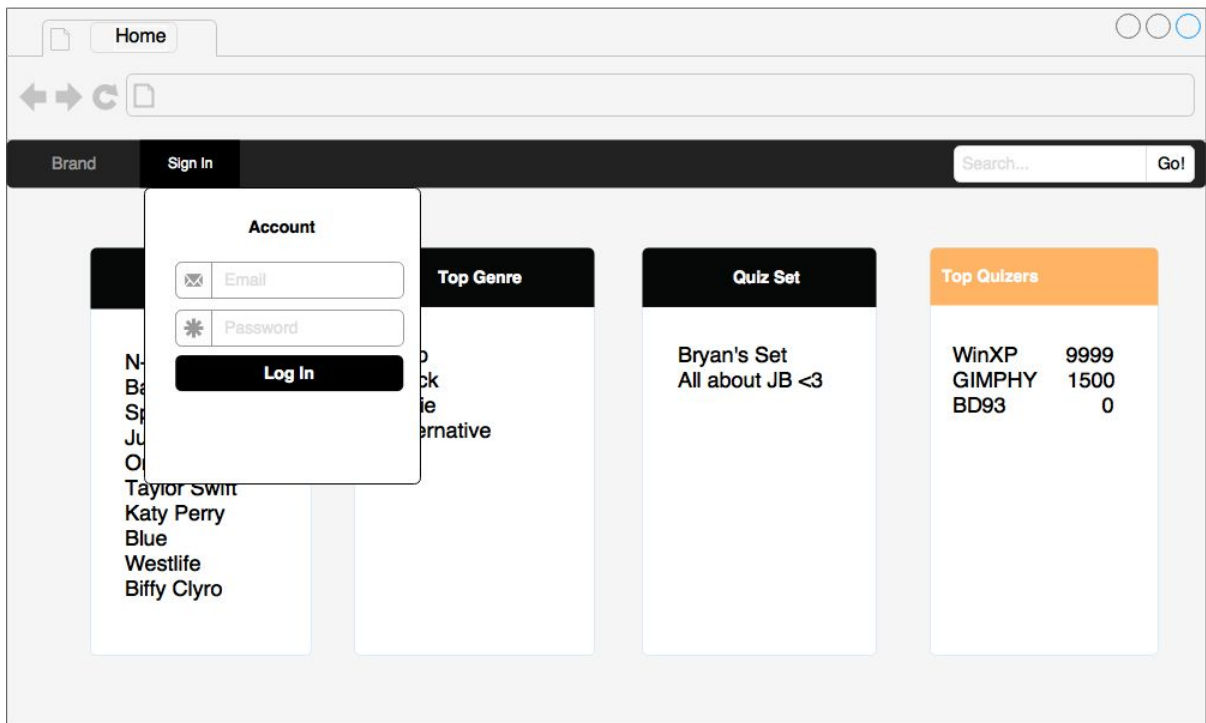 Home
Brand
Sign In
Search...
Go!
Account
Email
Password
Log In
Taylor Swift
Katy Perry
Blue
Westlife
Biffy Clyro
Top Genre
Quiz Set
Bryan's Set
All about JB <3
Top Quizers
WinXP 9999
GIMPHY 1500
BD93 0